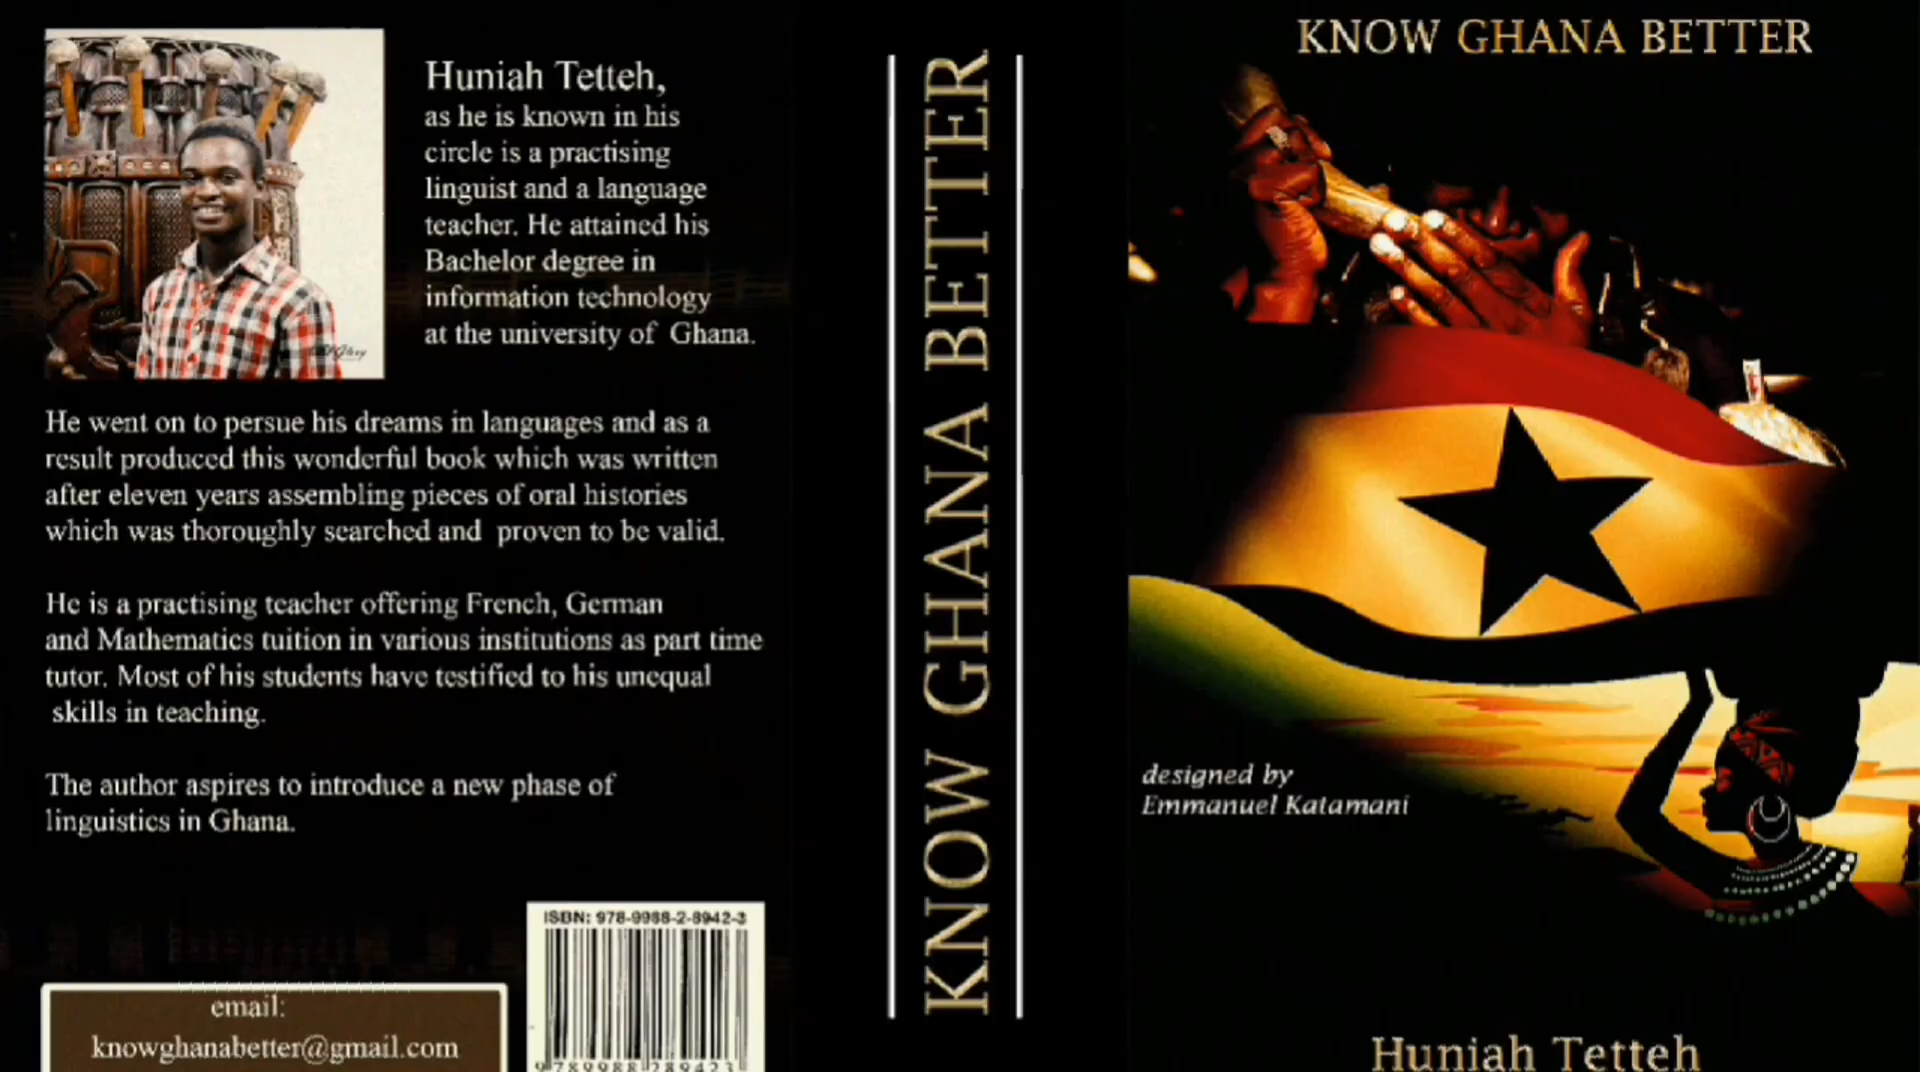 Huniah Tetteh,
as he is known in his
circle is a practising
linguist and a language
teacher. He attained his
Bachelor degree in
information technology
at the university of Ghana.
He went on to persue his dreams in languages and as a
result produced this wonderful book which was written
after eleven years assembling pieces of oral histories
which was thoroughly searched and proven to be valid.
He is a practising teacher offering French, German
and Mathematics tuition in various institutions as part time
tutor. Most of his students have testified to his unequal
skills in teaching.
The author aspires to introduce a new phase of
linguistics in Ghana.
ISBN: 978-9988-2-8942-3
9 789988 289423
email:
knowghanabetter@gmail.com
KNOW GHANA BETTER
KNOW GHANA BETTER
designed by
Emmanuel Katamani
Huniah Tetteh